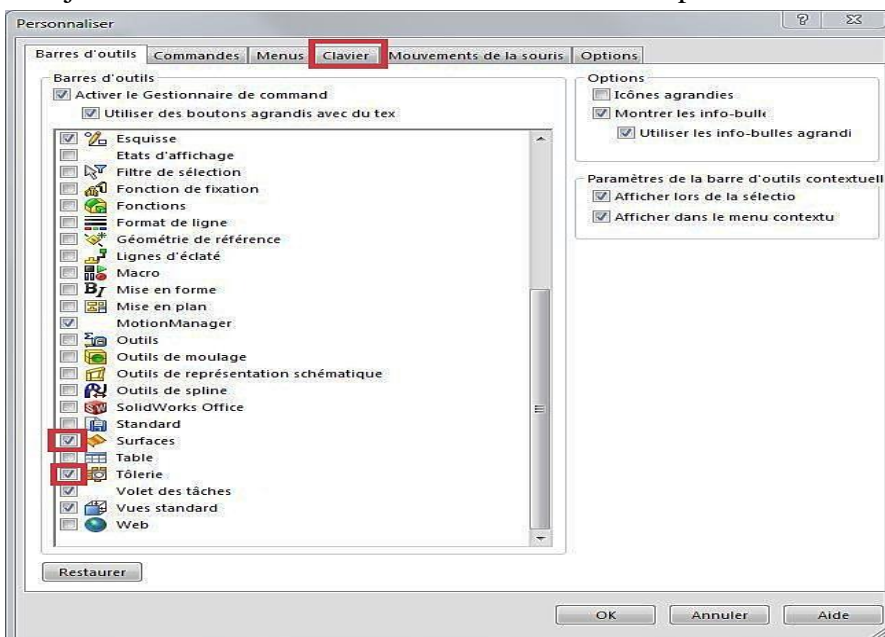 Personnaliser
Barres d'outils Commandes Menus Clavier Mouvements de la souris Options
Barres d'outils
Activer le Gestionnaire de command
Utiliser des boutons agrandis avec du tex
Esquisse
Etats d'affichage
Filtre de sélection
Fonction de fixation
Fonctions
Format de ligne
Géométrie de référence
Lignes d'éclaté
Macro
Mise en forme
Mise en plan
MotionManager
Outils
Outils de moulage
Outils de représentation schématique
Outils de spline
SolidWorks Office
Standard
Surfaces
Table
Tôlerie
Volet des tâches
Vues standard
Web
Restaurer
Options
Icônes agrandies
Montrer les info-bulle
Utiliser les info-bulles agrandi
Paramètres de la barre d'outils contextuell
Afficher lors de la sélectio
Afficher dans le menu contextu
OK Annuler Aide